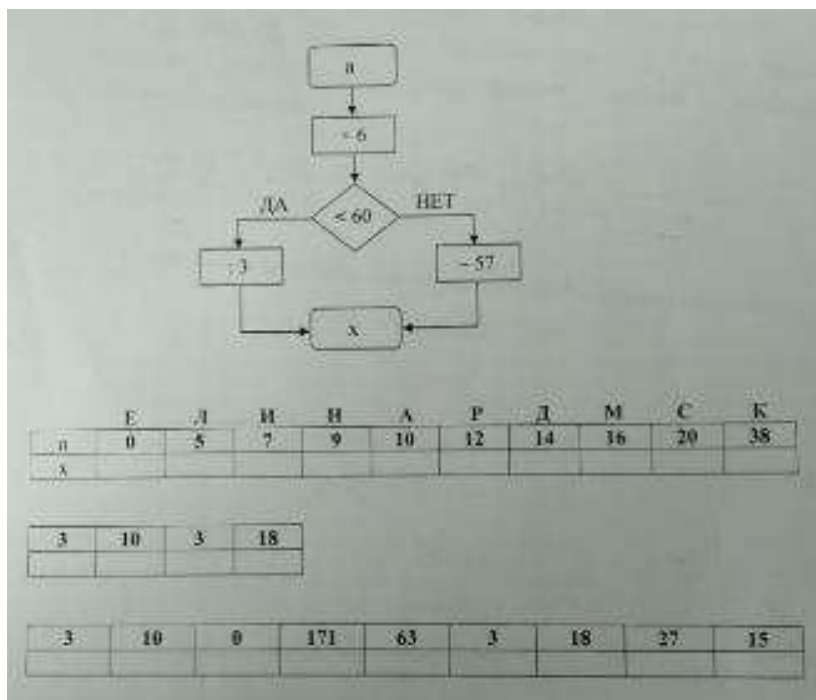 a
· 6
ДА
< 60
НЕТ
: 3
– 57
x
Е Л И Н А Р Д М С К
n 0 5 7 9 10 12 14 16 20 38
x
3 10 3 18
3 10 0 171 63 3 18 27 15